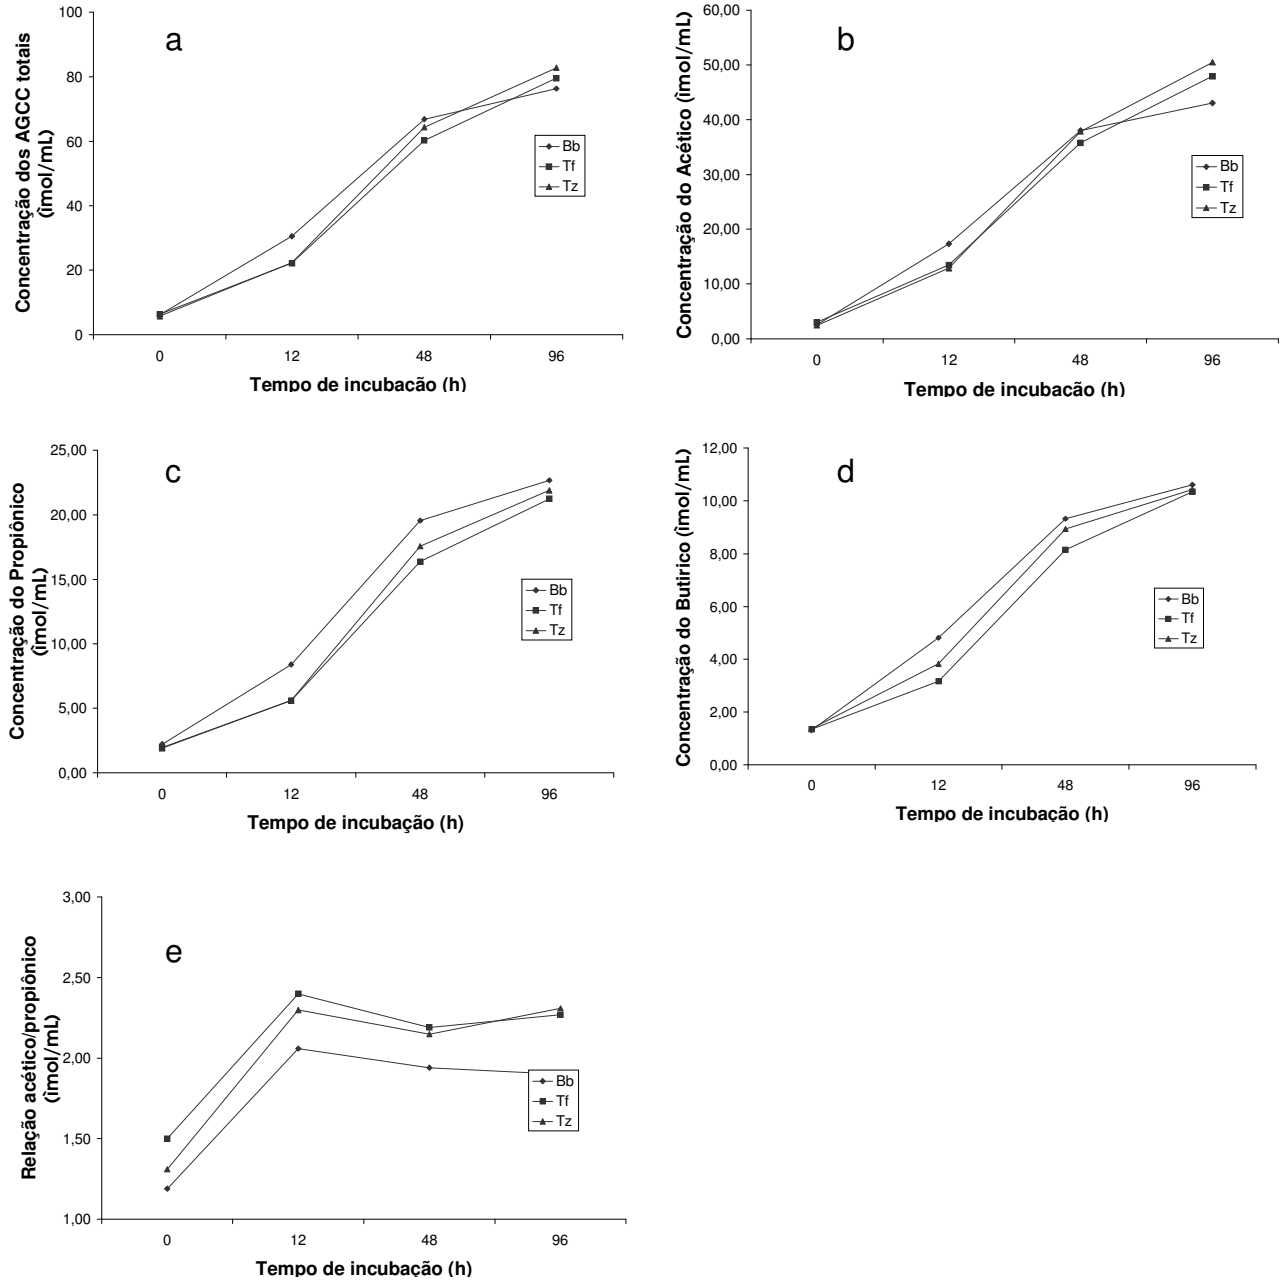 a
Concentração dos AGCC totais
(ìmol/mL)
100
80
60
40
20
0
0 12 48 96
Tempo de incubação (h)
Bb
Tf
Tz
b
Concentração do Acético (ìmol/mL)
60,00
50,00
40,00
30,00
20,00
10,00
0,00
0 12 48 96
Tempo de incubação (h)
Bb
Tf
Tz
c
Concentração do Propiônico
(ìmol/mL)
25,00
20,00
15,00
10,00
5,00
0,00
0 12 48 96
Tempo de incubação (h)
Bb
Tf
Tz
d
Concentração do Butirico (ìmol/mL)
12,00
10,00
8,00
6,00
4,00
2,00
0,00
0 12 48 96
Tempo de incubação (h)
Bb
Tf
Tz
e
Relação acético/propiônico
(ìmol/mL)
3,00
2,50
2,00
1,50
1,00
0 12 48 96
Tempo de incubação (h)
Bb
Tf
Tz